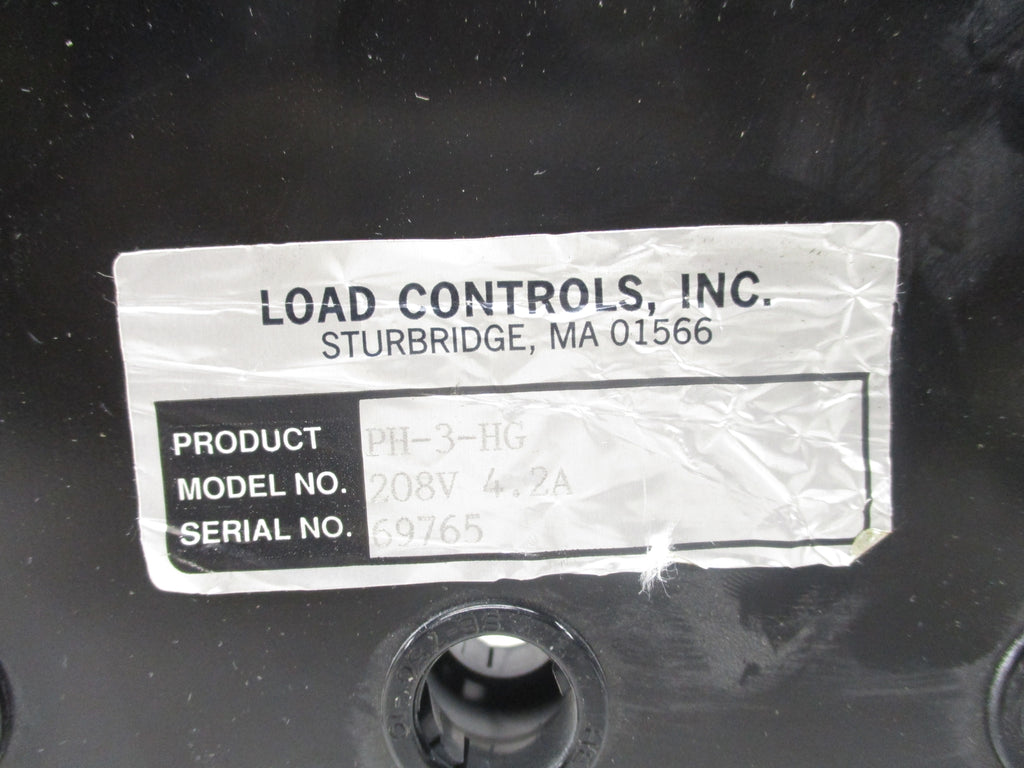 LOAD CONTROLS, INC.
STURBRIDGE, MA 01566
PRODUCT PH-3-HG
MODEL NO. 208V 4.2A
SERIAL NO. 69765